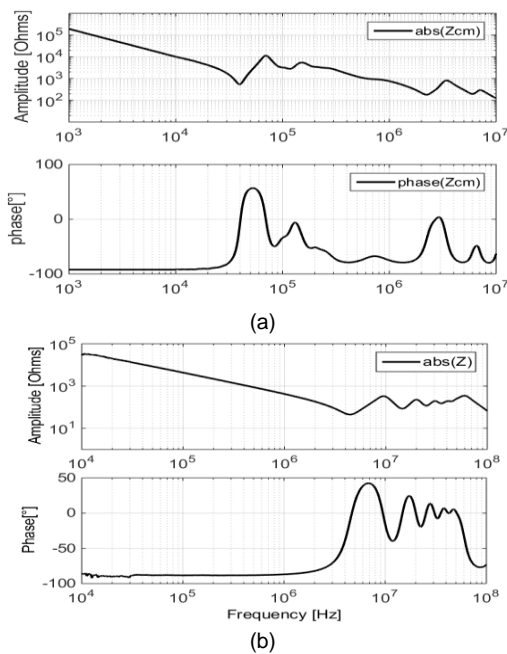 Amplitude [Ohms]
10^5
10^4
10^3
10^2
abs(Zcm)
10^3 10^4 10^5 10^6 10^7
phase[°]
100
0
-100
phase(Zcm)
10^3 10^4 10^5 10^6 10^7
(a)
Amplitude [Ohms]
10^5
10^3
10^1
abs(Z)
10^4 10^5 10^6 10^7 10^8
Phase[°]
50
0
-50
-100
10^4 10^5 10^6 10^7 10^8
Frequency [Hz]
(b)